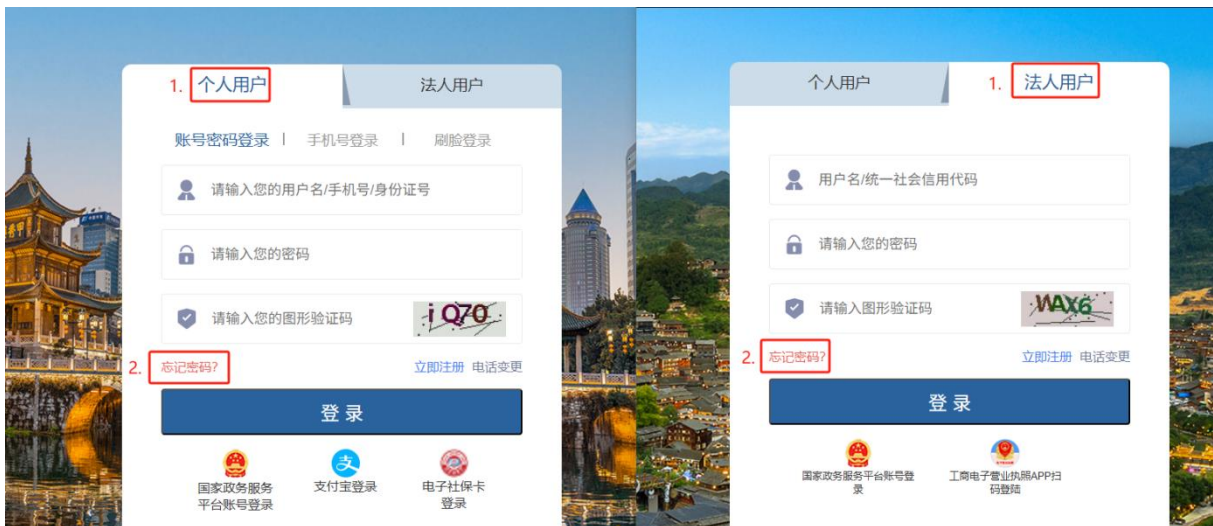 1. 个人用户
法人用户
账号密码登录 | 手机号登录 | 刷脸登录
请输入您的用户名/手机号/身份证号
请输入您的密码
请输入您的图形验证码
iQ70
2. 忘记密码?
立即注册 电话变更
登 录
国家政务服务
平台账号登录
支付宝登录
电子社保卡
登录
个人用户
1. 法人用户
用户名/统一社会信用代码
请输入您的密码
请输入图形验证码
WAX6
2. 忘记密码?
立即注册 电话变更
登 录
国家政务服务平台账号登
录
工商电子营业执照APP扫
码登陆